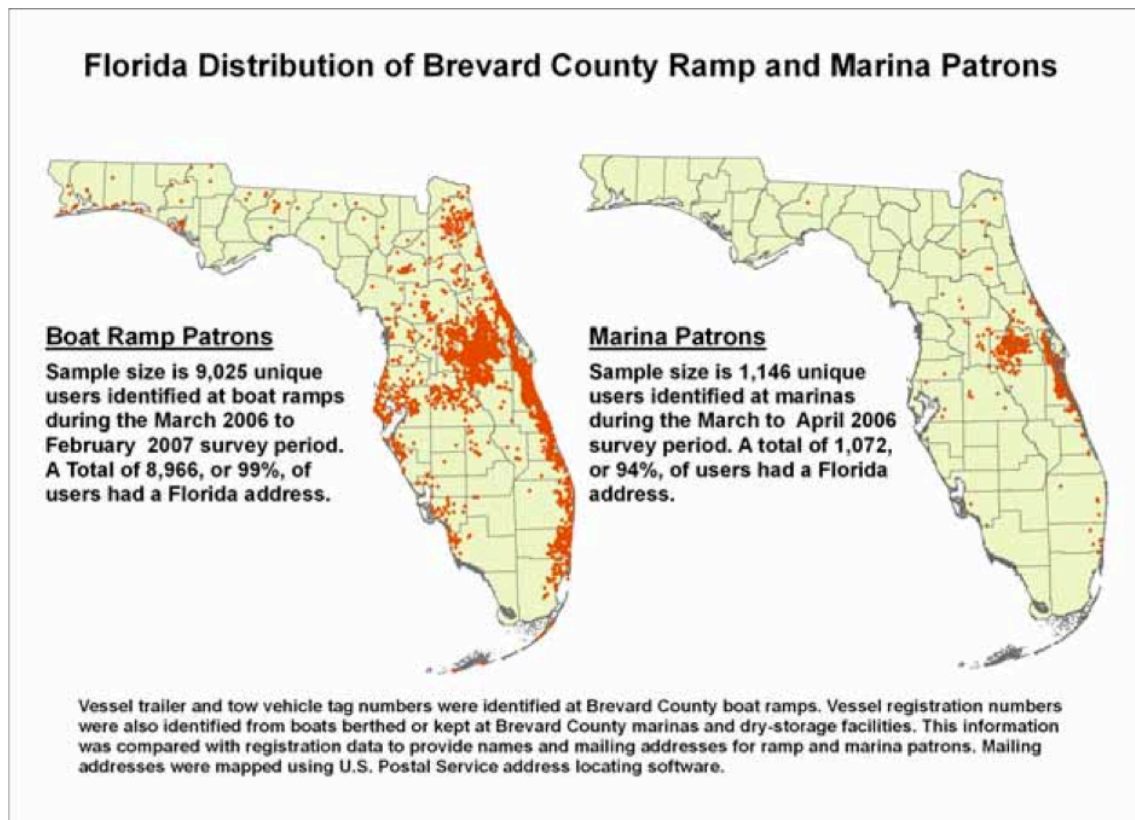 Florida Distribution of Brevard County Ramp and Marina Patrons
Boat Ramp Patrons
Sample size is 9,025 unique
users identified at boat ramps
during the March 2006 to
February 2007 survey period.
A Total of 8,966, or 99%, of
users had a Florida address.
Marina Patrons
Sample size is 1,146 unique
users identified at marinas
during the March to April 2006
survey period. A total of 1,072,
or 94%, of users had a Florida
address.
Vessel trailer and tow vehicle tag numbers were identified at Brevard County boat ramps. Vessel registration numbers
were also identified from boats berthed or kept at Brevard County marinas and dry-storage facilities. This information
was compared with registration data to provide names and mailing addresses for ramp and marina patrons. Mailing
addresses were mapped using U.S. Postal Service address locating software.